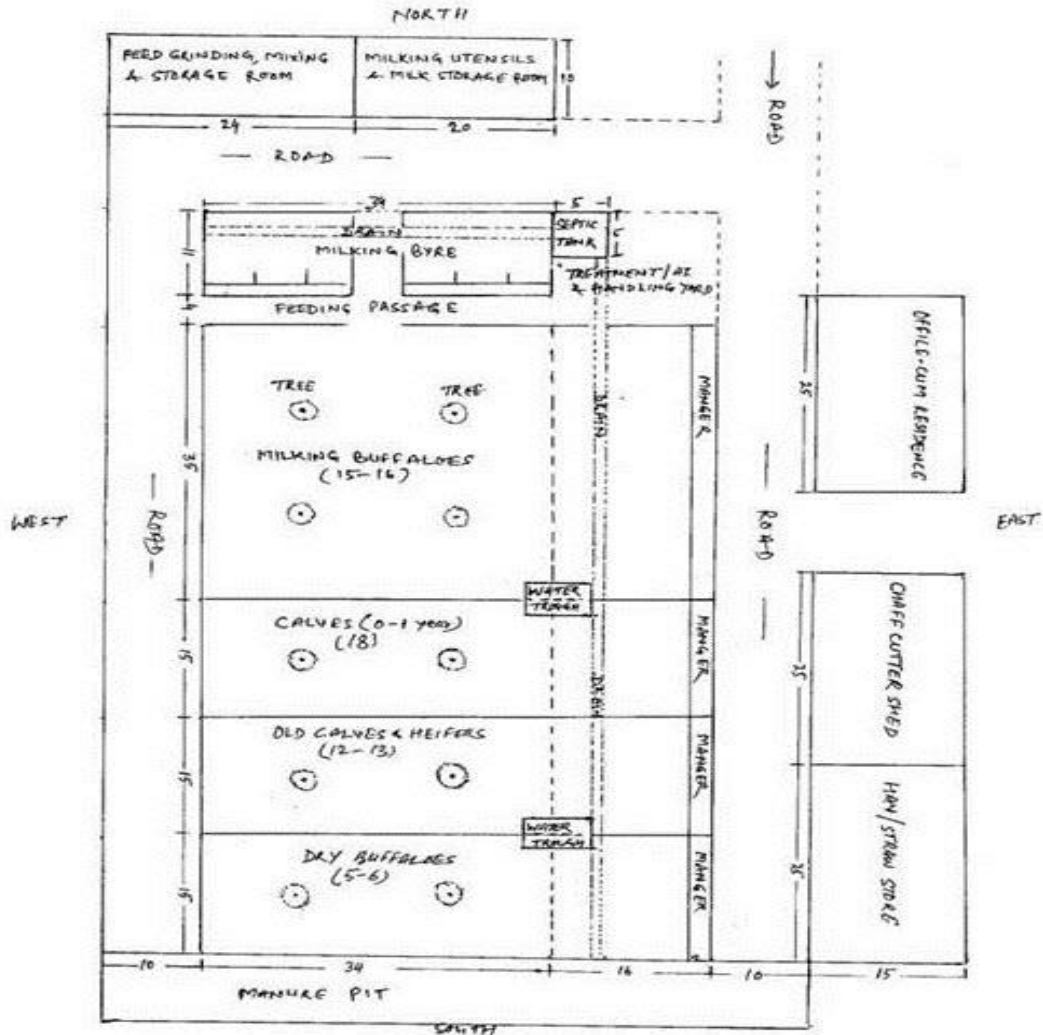 NORTH
FEED GRINDING, MIXING
& STORAGE ROOM
MILKING UTENSILS
& MILK STORAGE ROOM
10
24
20
ROAD
ROAD
34
5
DRAIN
SEPTIC
TANK
5
MILKING BYRE
11
TREATMENT/AI
& HANDLING YARD
4
FEEDING PASSAGE
OFFICE-CUM RESIDENCE
25
TREE
TREE
MANGER
DRAIN
MILKING BUFFALOES
(15-16)
35
WEST
ROAD
ROAD
EAST
WATER
TROUGH
CALVES (0-1 year)
(18)
15
MANGER
DRAIN
CHAFF CUTTER SHED
OLD CALVES & HEIFERS
(12-13)
15
MANGER
WATER
TROUGH
DRY BUFFALOES
(5-6)
15
MANGER
HAY/STRAW STORE
10
34
16
10
15
MANURE PIT
SOUTH